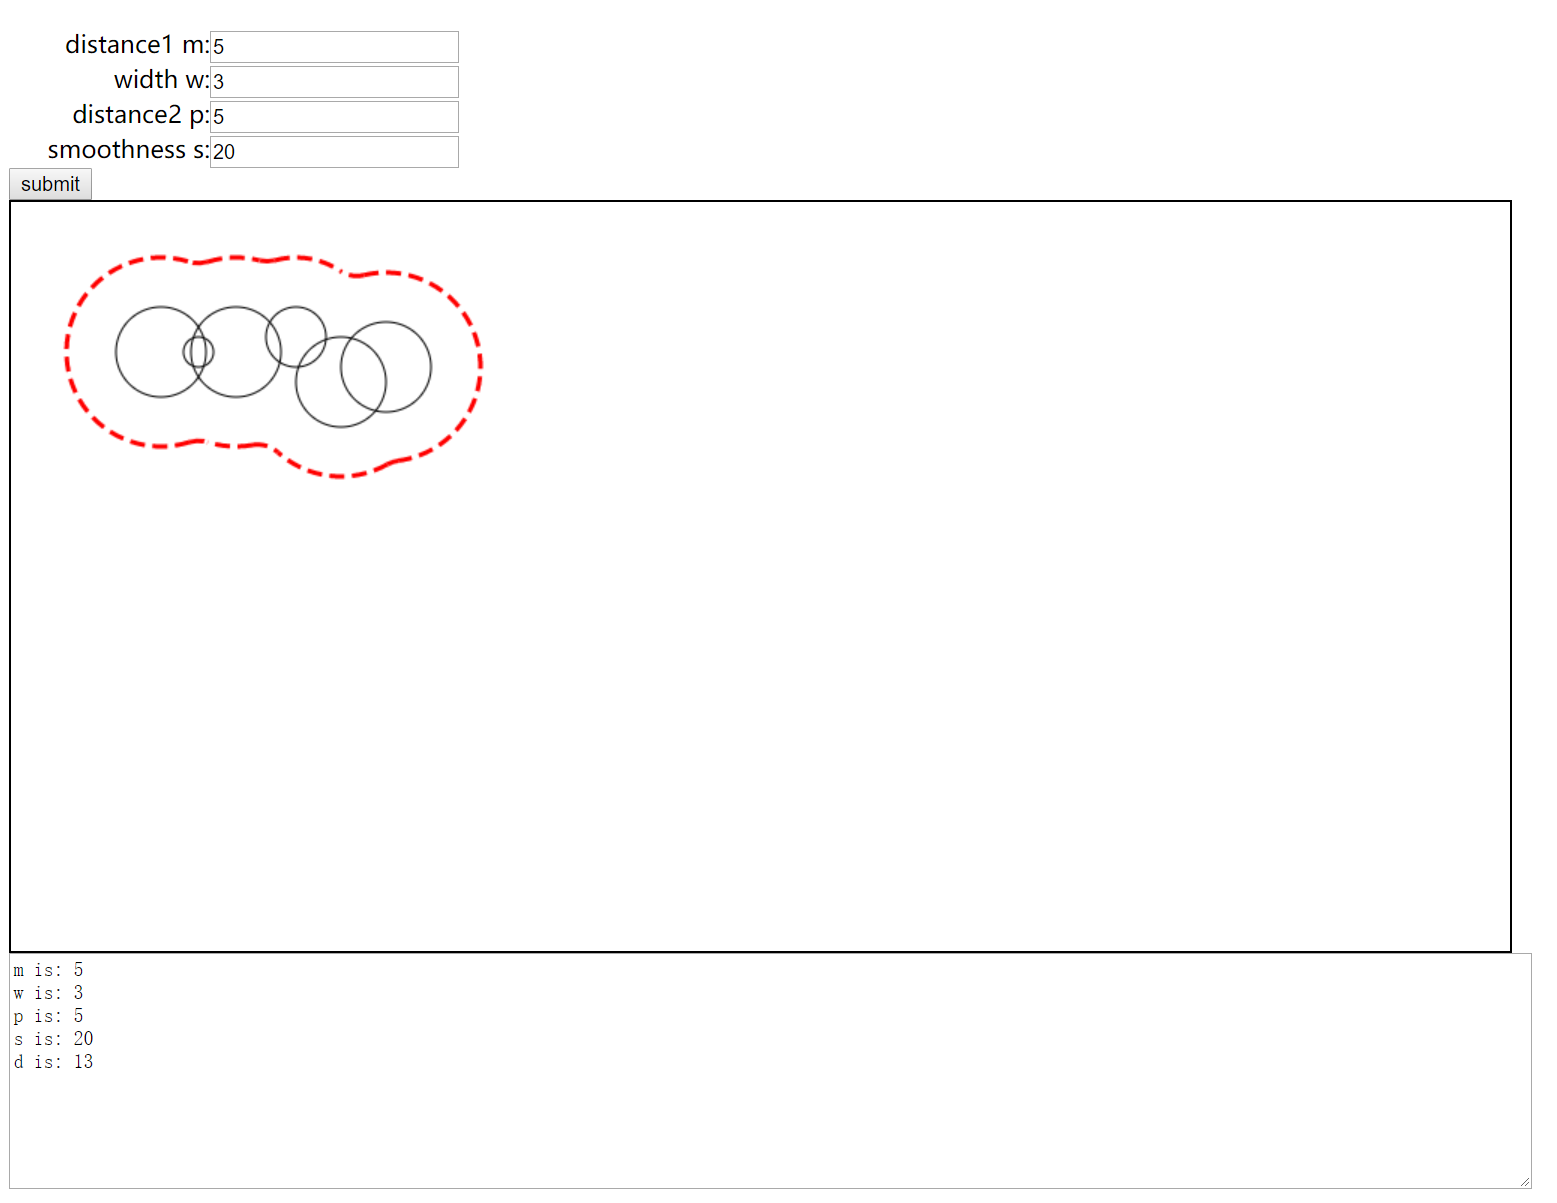 distance1 m:5
width w:3
distance2 p:5
smoothness s:20
submit
m is: 5
w is: 3
p is: 5
s is: 20
d is: 13